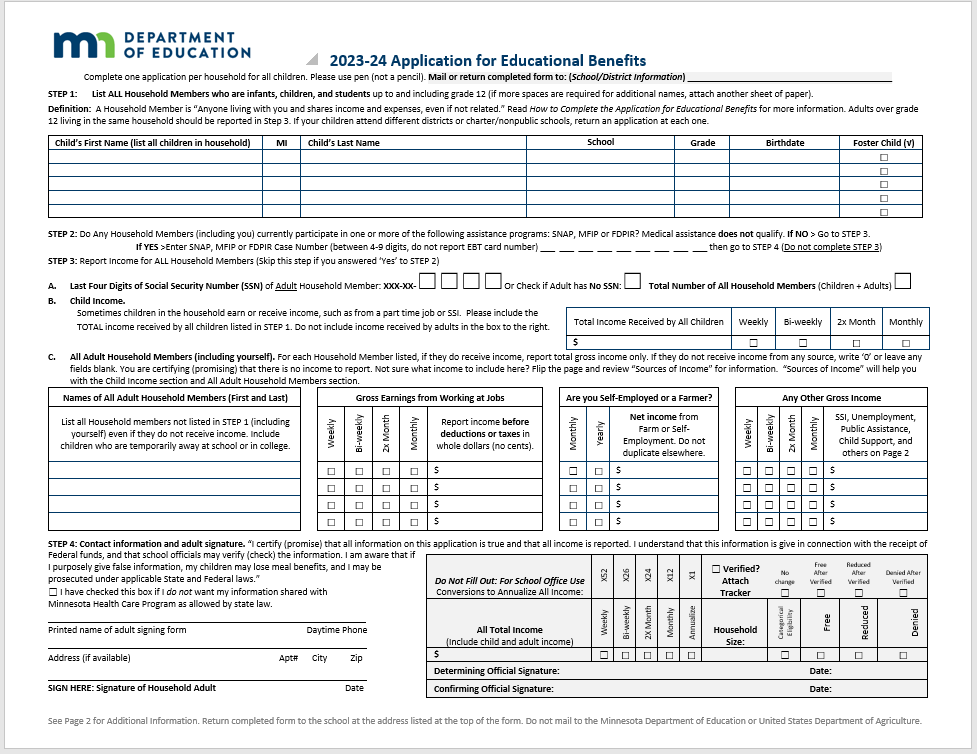 DEPARTMENT
OF EDUCATION
2023-24 Application for Educational Benefits
Complete one application per household for all children. Please use pen (not a pencil). Mail or return completed form to: (School/District Information)
STEP 1: List ALL Household Members who are infants, children, and students up to and including grade 12 (if more spaces are required for additional names, attach another sheet of paper).
Definition: A Household Member is “Anyone living with you and shares income and expenses, even if not related.” Read How to Complete the Application for Educational Benefits for more information. Adults over grade
12 living in the same household should be reported in Step 3. If your children attend different districts or charter/nonpublic schools, return an application at each one.
Child’s First Name (list all children in household) MI Child’s Last Name School Grade Birthdate Foster Child (√)
☐
☐
☐
☐
☐
STEP 2: Do Any Household Members (including you) currently participate in one or more of the following assistance programs: SNAP, MFIP or FDPIR? Medical assistance does not qualify. If NO > Go to STEP 3.
If YES >Enter SNAP, MFIP or FDPIR Case Number (between 4-9 digits, do not report EBT card number) __ __ __ __ __ __ __ __ __ then go to STEP 4 (Do not complete STEP 3)
STEP 3: Report Income for ALL Household Members (Skip this step if you answered ‘Yes’ to STEP 2)
A. Last Four Digits of Social Security Number (SSN) of Adult Household Member: XXX-XX- Or Check if Adult has No SSN: Total Number of All Household Members (Children + Adults)
B. Child Income.
Sometimes children in the household earn or receive income, such as from a part time job or SSI. Please include the
TOTAL income received by all children listed in STEP 1. Do not include income received by adults in the box to the right.
Total Income Received by All Children Weekly Bi-weekly 2x Month Monthly
$ ☐ ☐ ☐ ☐
C. All Adult Household Members (including yourself). For each Household Member listed, if they do receive income, report total gross income only. If they do not receive income from any source, write ‘0’ or leave any
fields blank. You are certifying (promising) that there is no income to report. Not sure what income to include here? Flip the page and review “Sources of Income” for information. “Sources of Income” will help you
with the Child Income section and All Adult Household Members section.
Names of All Adult Household Members (First and Last)
List all household members not listed in STEP 1 (including
yourself) even if they do not receive income. Include
children who are temporarily away at school or in college.
Gross Earnings from Working at Jobs
Weekly
Bi-weekly
2x Month
Monthly
Report income before
deductions or taxes in
whole dollars (no cents).
☐ ☐ ☐ ☐ $
☐ ☐ ☐ ☐ $
☐ ☐ ☐ ☐ $
☐ ☐ ☐ ☐ $
Are you Self-Employed or a Farmer?
Monthly
Yearly
Net income from
Farm or Self-
Employment. Do not
duplicate elsewhere.
☐ ☐ $
☐ ☐ $
☐ ☐ $
☐ ☐ $
Any Other Gross Income
Weekly
Bi-weekly
2x Month
Monthly
SSI, Unemployment,
Public Assistance,
Child Support, and
others on Page 2
☐ ☐ ☐ ☐ $
☐ ☐ ☐ ☐ $
☐ ☐ ☐ ☐ $
☐ ☐ ☐ ☐ $
STEP 4: Contact information and adult signature. “I certify (promise) that all information on this application is true and that all income is reported. I understand that this information is give in connection with the receipt of
Federal funds, and that school officials may verify (check) the information. I am aware that if
I purposely give false information, my children may lose meal benefits, and I may be
prosecuted under applicable State and Federal laws.”
☐ I have checked this box if I do not want my information shared with
Minnesota Health Care Program as allowed by state law.
Printed name of adult signing form Daytime Phone
Address (if available) Apt# City Zip
SIGN HERE: Signature of Household Adult Date
Do Not Fill Out: For School Office Use
Conversions to Annualize All Income:
X52
X26
X24
X12
X1
☐ Verified?
Attach
Tracker
No
change
☐
Free
After
Verified
☐
Reduced
After
Verified
☐
Denied After
Verified
☐
All Total Income
(Include child and adult income)
Weekly
Bi-weekly
2X Month
Monthly
Annualize
Household
Size:
Categorical
Eligibility
Free
Reduced
Denied
$ ☐ ☐ ☐ ☐ ☐ ☐ ☐ ☐ ☐
Determining Official Signature: Date:
Confirming Official Signature: Date:
See Page 2 for Additional Information. Return completed form to the school at the address listed at the top of the form. Do not mail to the Minnesota Department of Education or United States Department of Agriculture.